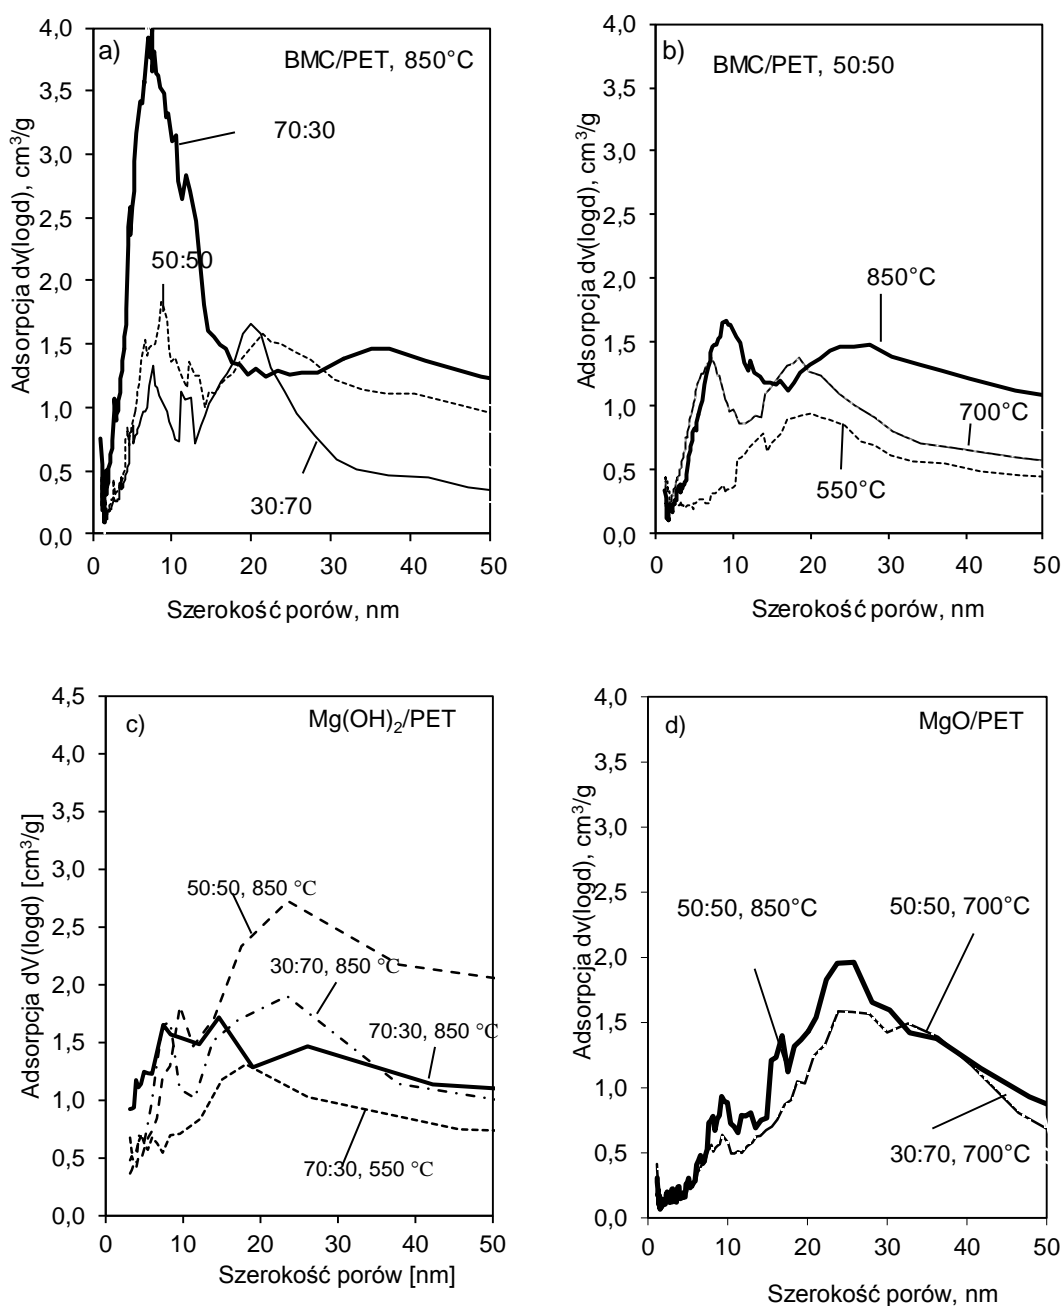 a)
BMC/PET, 850°C
4,0
3,5
3,0
2,5
2,0
1,5
1,0
0,5
0,0
Adsorpcja dv(logd), cm³/g
70:30
50:50
30:70
0 10 20 30 40 50
Szerokość porów, nm
b)
BMC/PET, 50:50
4,0
3,5
3,0
2,5
2,0
1,5
1,0
0,5
0,0
Adsorpcja dv(logd), cm³/g
850°C
700°C
550°C
0 10 20 30 40 50
Szerokość porów, nm
c)
Mg(OH)₂/PET
4,5
4,0
3,5
3,0
2,5
2,0
1,5
1,0
0,5
0,0
Adsorpcja dV(logd) [cm³/g]
50:50, 850 °C
30:70, 850 °C
70:30, 850 °C
70:30, 550 °C
0 10 20 30 40 50
Szerokość porów [nm]
d)
MgO/PET
4,0
3,5
3,0
2,5
2,0
1,5
1,0
0,5
0,0
Adsorpcja dv(logd), cm³/g
50:50, 850°C
50:50, 700°C
30:70, 700°C
0 10 20 30 40 50
Szerokość porów, nm